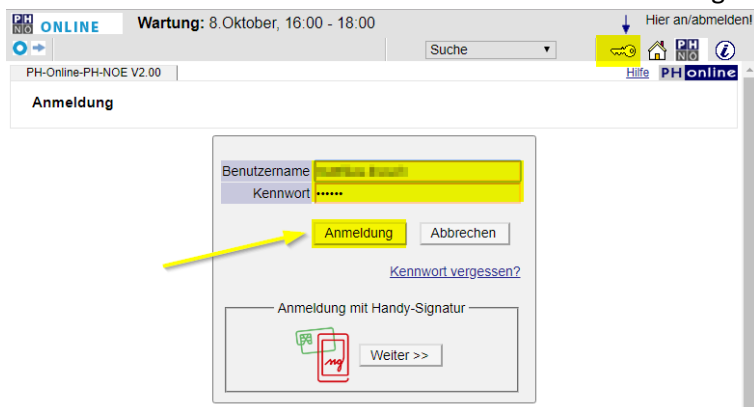 PH NÖ ONLINE Wartung: 8.Oktober, 16:00 - 18:00 Hier an/abmelden!
Suche PH NÖ
PH-Online-PH-NOE V2.00 Hilfe PH online
Anmeldung
Benutzername
Kennwort ••••••
Anmeldung Abbrechen
Kennwort vergessen?
Anmeldung mit Handy-Signatur
Weiter >>